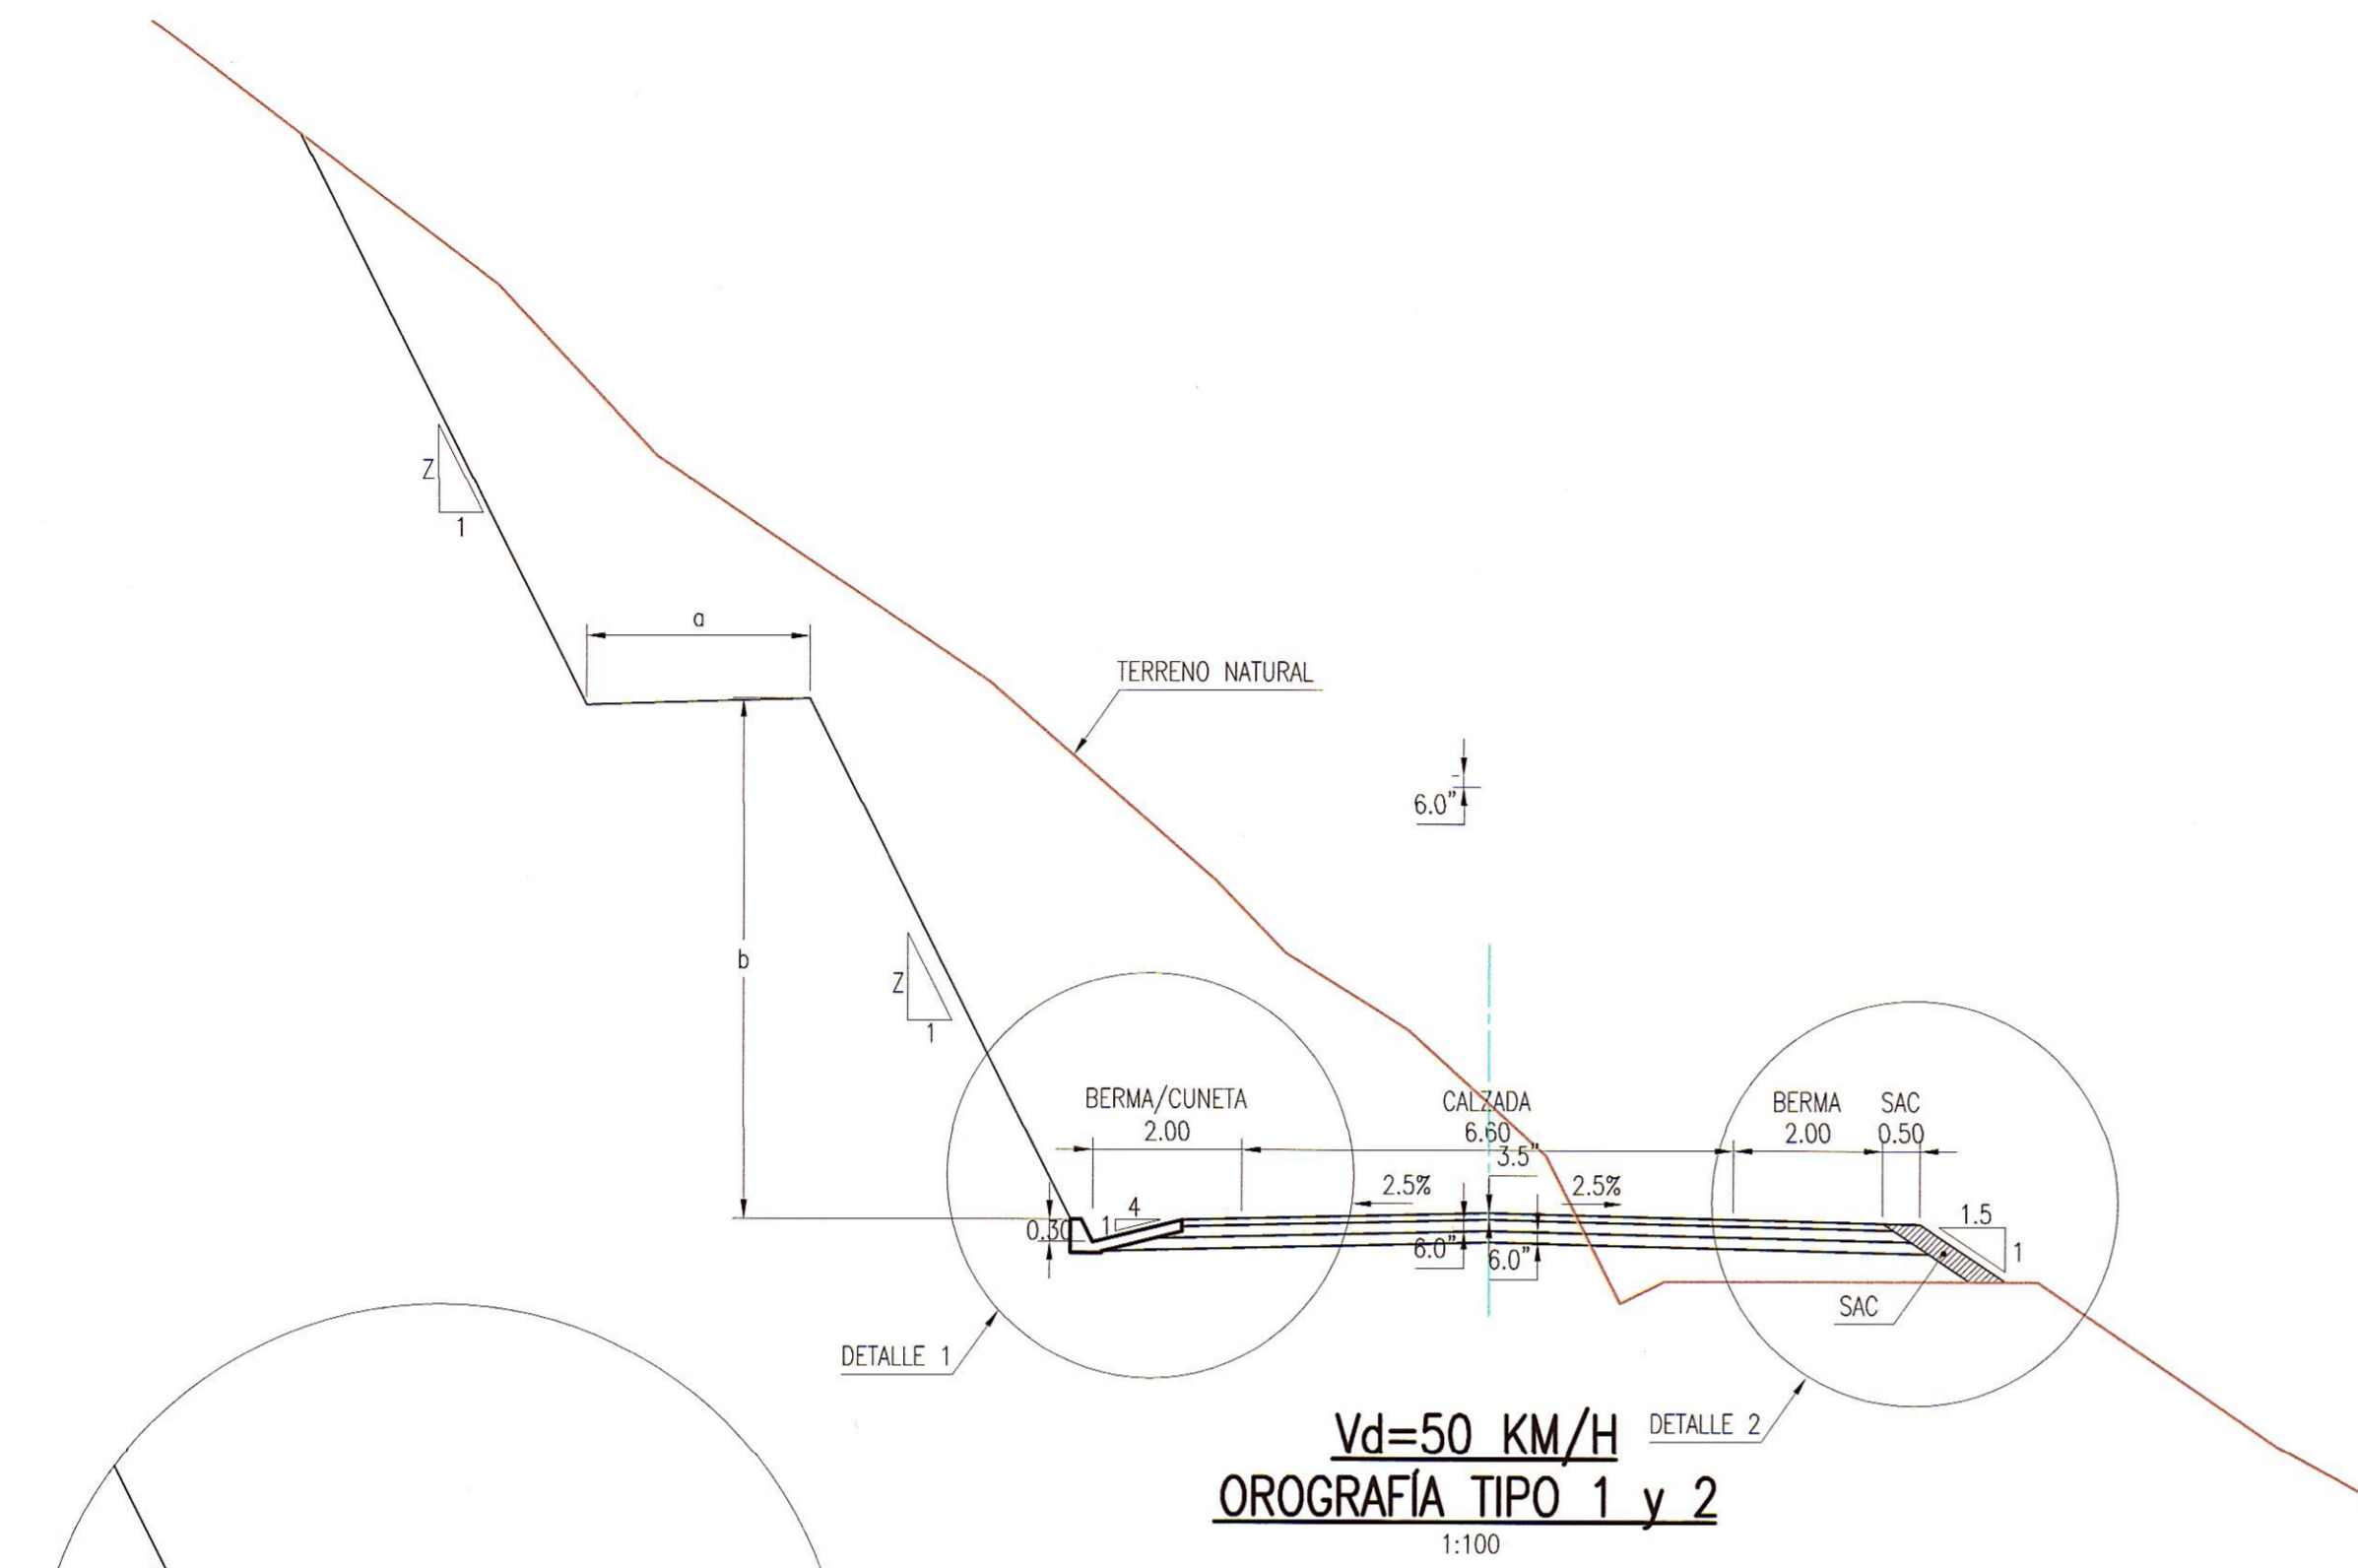 Z
1
a
TERRENO NATURAL
6.0"
b
Z
1
BERMA/CUNETA
2.00
CALZADA
6.60
3.5"
BERMA
2.00
SAC
0.50
2.5%
2.5%
0.30
1
4
6.0"
6.0"
1.5
1
SAC
DETALLE 1
DETALLE 2
Vd=50 KM/H
OROGRAFÍA TIPO 1 y 2
1:100